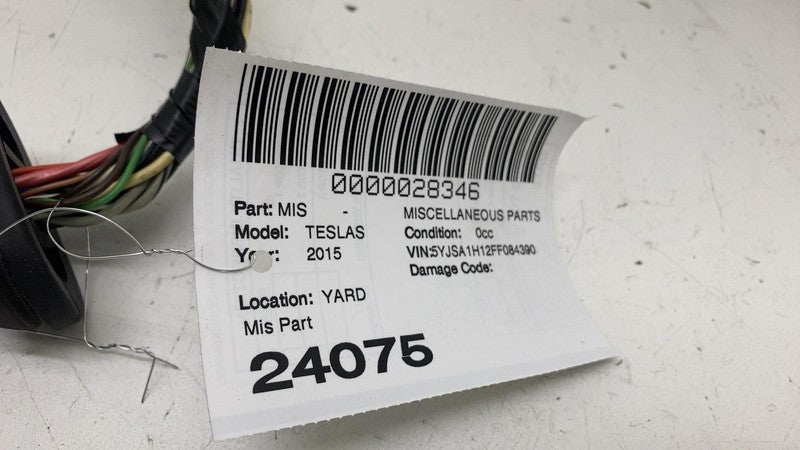 0000028346
Part: MIS - MISCELLANEOUS PARTS
Model: TESLAS Condition: 0cc
Year: 2015 VIN:5YJSA1H12FF084390
Damage Code:
Location: YARD
Mis Part
24075